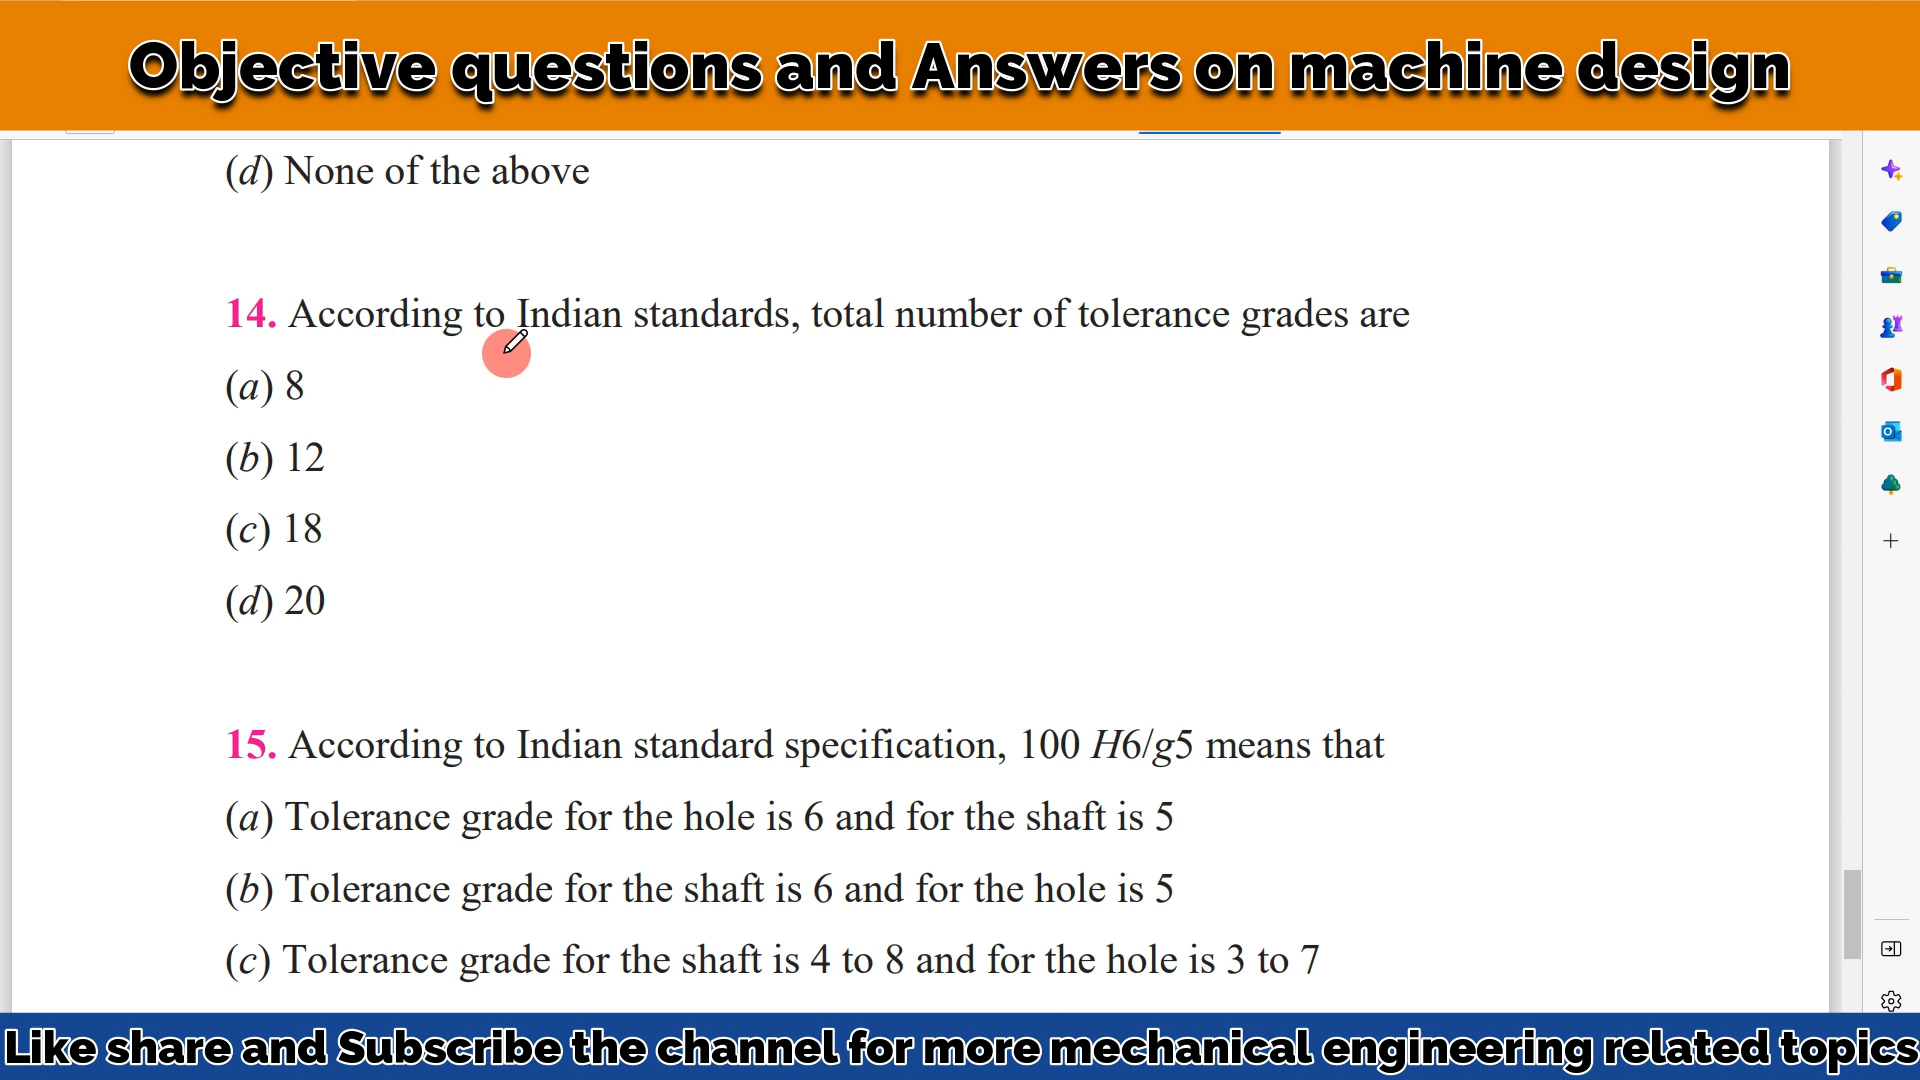 Objective questions and Answers on machine design
(d) None of the above
14. According to Indian standards, total number of tolerance grades are
(a) 8
(b) 12
(c) 18
(d) 20
15. According to Indian standard specification, 100 H6/g5 means that
(a) Tolerance grade for the hole is 6 and for the shaft is 5
(b) Tolerance grade for the shaft is 6 and for the hole is 5
(c) Tolerance grade for the shaft is 4 to 8 and for the hole is 3 to 7
Like share and Subscribe the channel for more mechanical engineering related topics